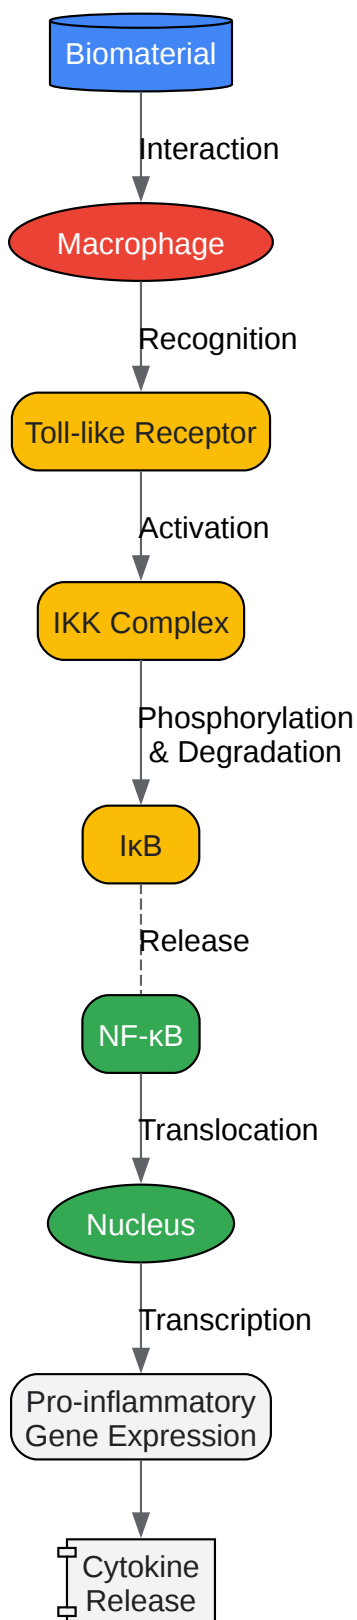 Biomaterial
Interaction
Macrophage
Recognition
Toll-like Receptor
Activation
IKK Complex
Phosphorylation
& Degradation
IκB
Release
NF-κB
Translocation
Nucleus
Transcription
Pro-inflammatory
Gene Expression
Cytokine
Release